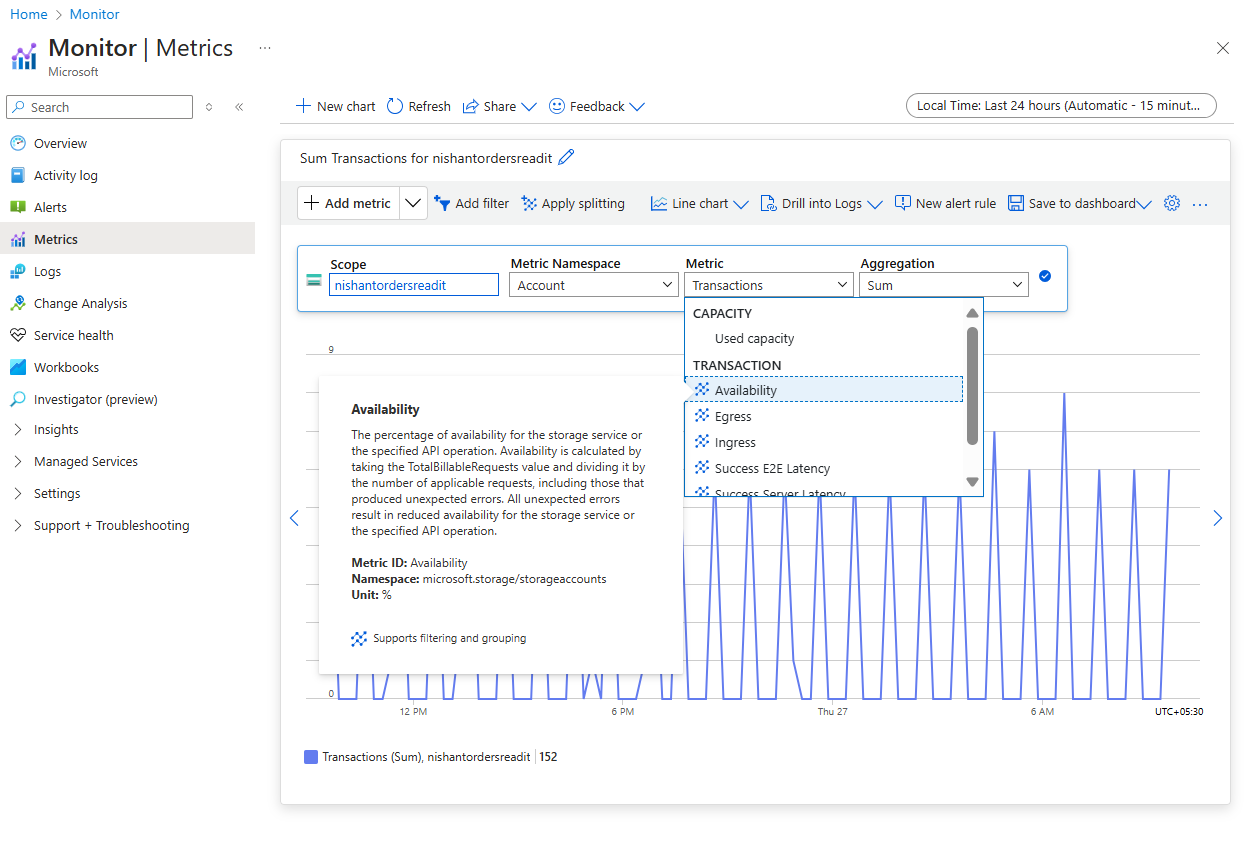 Home > Monitor
Monitor | Metrics ...
Microsoft
Search
Overview
Activity log
Alerts
Metrics
Logs
Change Analysis
Service health
Workbooks
Investigator (preview)
Insights
Managed Services
Settings
Support + Troubleshooting
New chart Refresh Share Feedback
Local Time: Last 24 hours (Automatic - 15 minut...
Sum Transactions for nishantordersreadit
Add metric Add filter Apply splitting Line chart Drill into Logs New alert rule Save to dashboard ...
Scope Metric Namespace Metric Aggregation
nishantordersreadit Account Transactions Sum
CAPACITY
Used capacity
TRANSACTION
Availability
Egress
Ingress
Success E2E Latency
Success Server Latency
Availability
The percentage of availability for the storage service or
the specified API operation. Availability is calculated by
taking the TotalBillableRequests value and dividing it by
the number of applicable requests, including those that
produced unexpected errors. All unexpected errors
result in reduced availability for the storage service or
the specified API operation.
Metric ID: Availability
Namespace: microsoft.storage/storageaccounts
Unit: %
Supports filtering and grouping
9
0
12 PM 6 PM Thu 27 6 AM UTC+05:30
Transactions (Sum), nishantordersreadit | 152